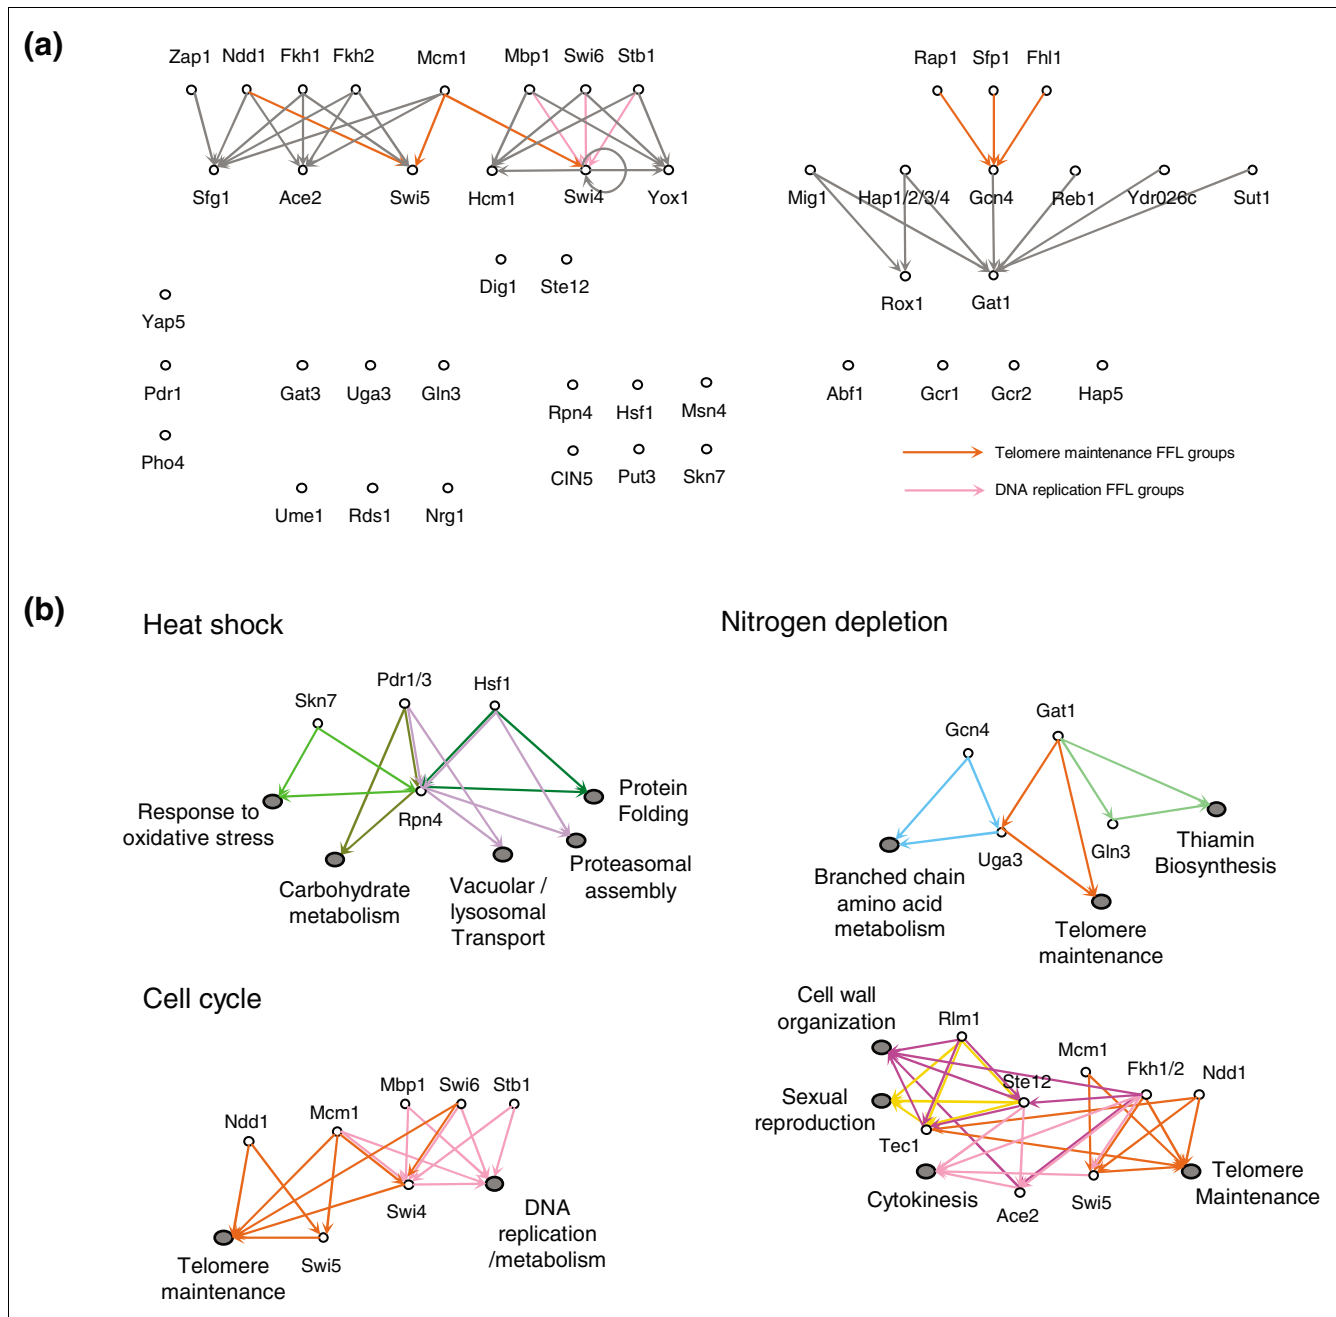 (a)
Zap1 Ndd1 Fkh1 Fkh2 Mcm1 Mbp1 Swi6 Stb1 Rap1 Sfp1 Fhl1
Sfg1 Ace2 Swi5 Hcm1 Swi4 Yox1 Mig1 Hap1/2/3/4 Gcn4 Reb1 Ydr026c Sut1
Dig1 Ste12 Rox1 Gat1
Yap5
Pdr1 Gat3 Uga3 Gln3 Rpn4 Hsf1 Msn4 Abf1 Gcr1 Gcr2 Hap5
Pho4 CIN5 Put3 Skn7
Telomere maintenance FFL groups
DNA replication FFL groups
Ume1 Rds1 Nrg1
(b)
Heat shock
Skn7 Pdr1/3 Hsf1
Rpn4
Response to
oxidative stress
Carbohydrate
metabolism
Vacuolar /
lysosomal
Transport
Proteasomal
assembly
Protein
Folding
Nitrogen depletion
Gcn4 Gat1
Uga3 Gln3
Branched chain
amino acid
metabolism
Telomere
maintenance
Thiamin
Biosynthesis
Cell cycle
Ndd1 Mcm1 Mbp1 Swi6 Stb1
Swi4
Swi5
Telomere
maintenance
DNA
replication
/metabolism
Cell wall
organization
Rlm1 Mcm1 Fkh1/2 Ndd1
Ste12
Sexual
reproduction
Tec1
Cytokinesis
Ace2 Swi5
Telomere
Maintenance